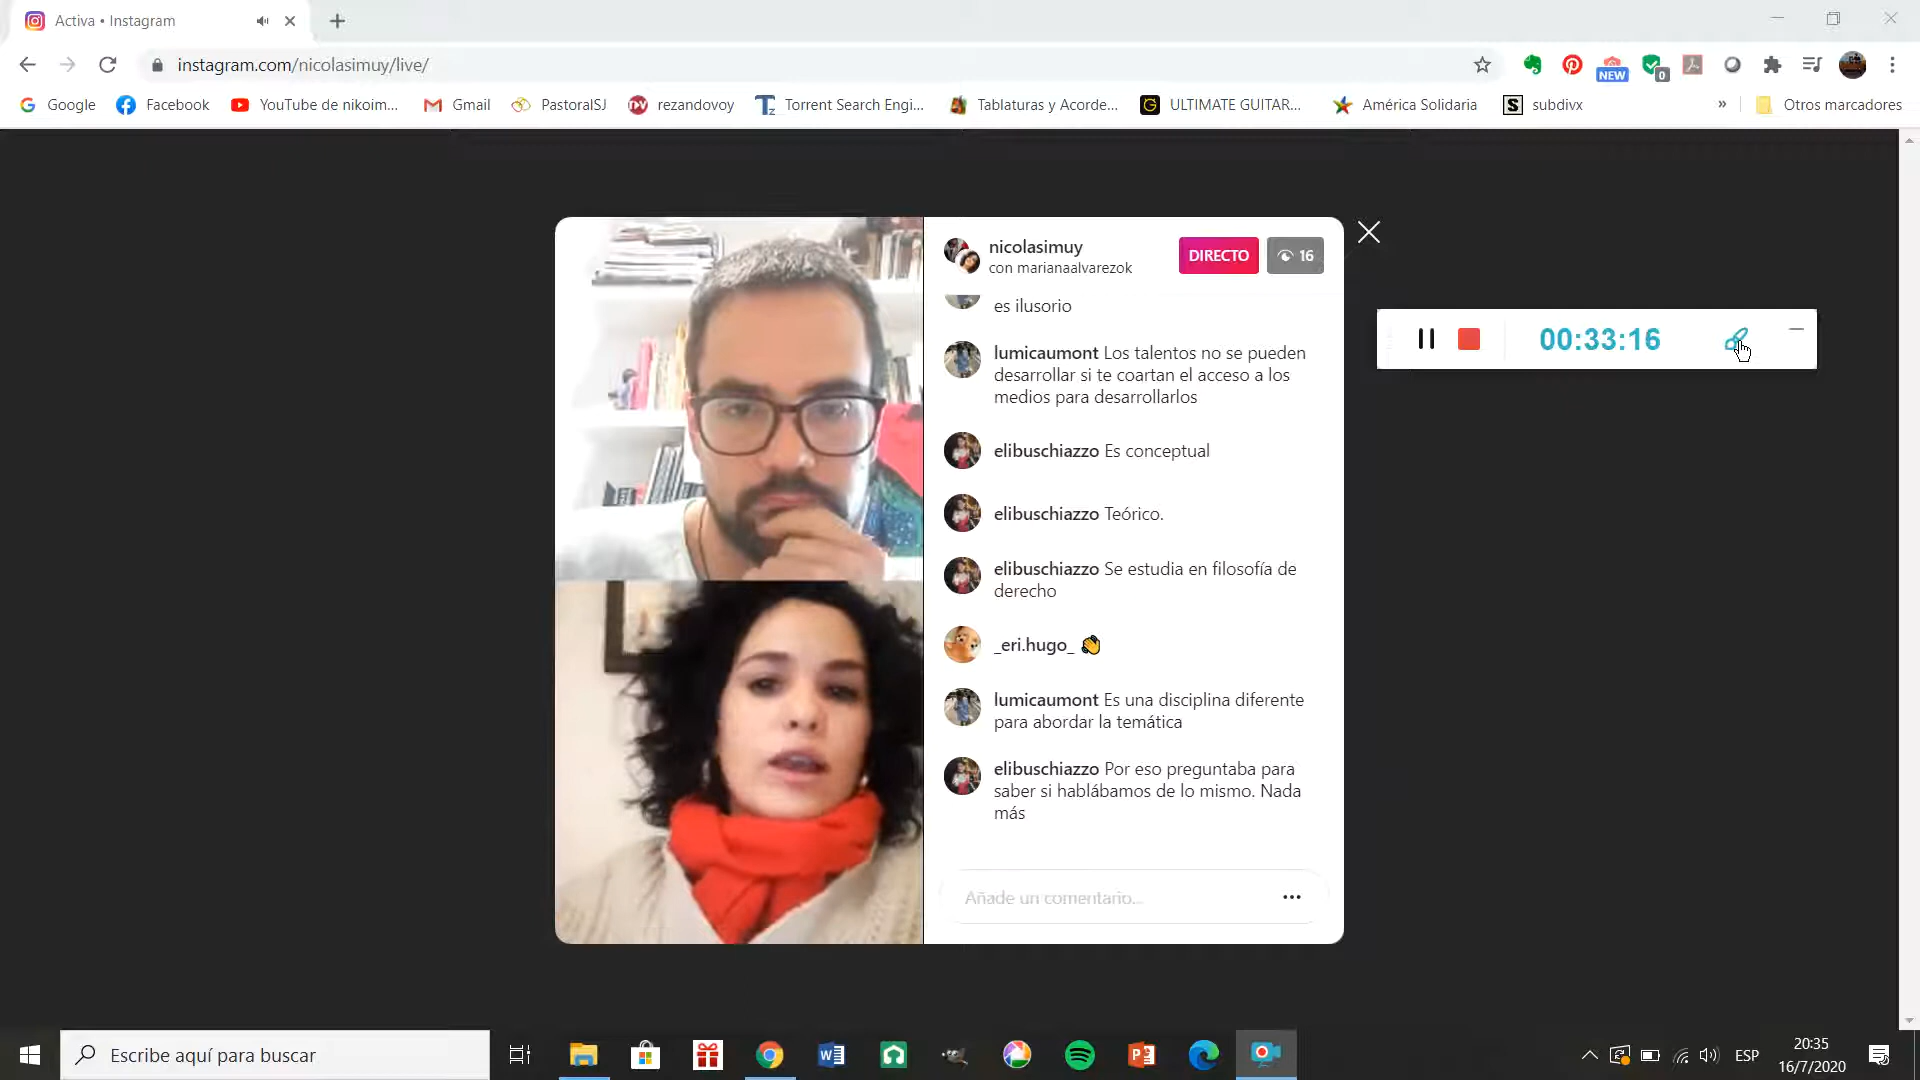 Activa • Instagram
instagram.com/nicolasimuy/live/
NEW
0
Google
Facebook
YouTube de nikoim...
Gmail
PastoralSJ
rezandovoy
Torrent Search Engi...
Tablaturas y Acorde...
ULTIMATE GUITAR...
América Solidaria
subdivx
»
Otros marcadores
nicolasimuy
con marianaalvarezok
DIRECTO
16
es ilusorio
lumicaumont Los talentos no se pueden
desarrollar si te coartan el acceso a los
medios para desarrollarlos
elibuschiazzo Es conceptual
elibuschiazzo Teórico.
elibuschiazzo Se estudia en filosofía de
derecho
_eri.hugo_ 👏
lumicaumont Es una disciplina diferente
para abordar la temática
elibuschiazzo Por eso preguntaba para
saber si hablábamos de lo mismo. Nada
más
Añade un comentario...
00:33:16
Escribe aquí para buscar
ESP
20:35
16/7/2020